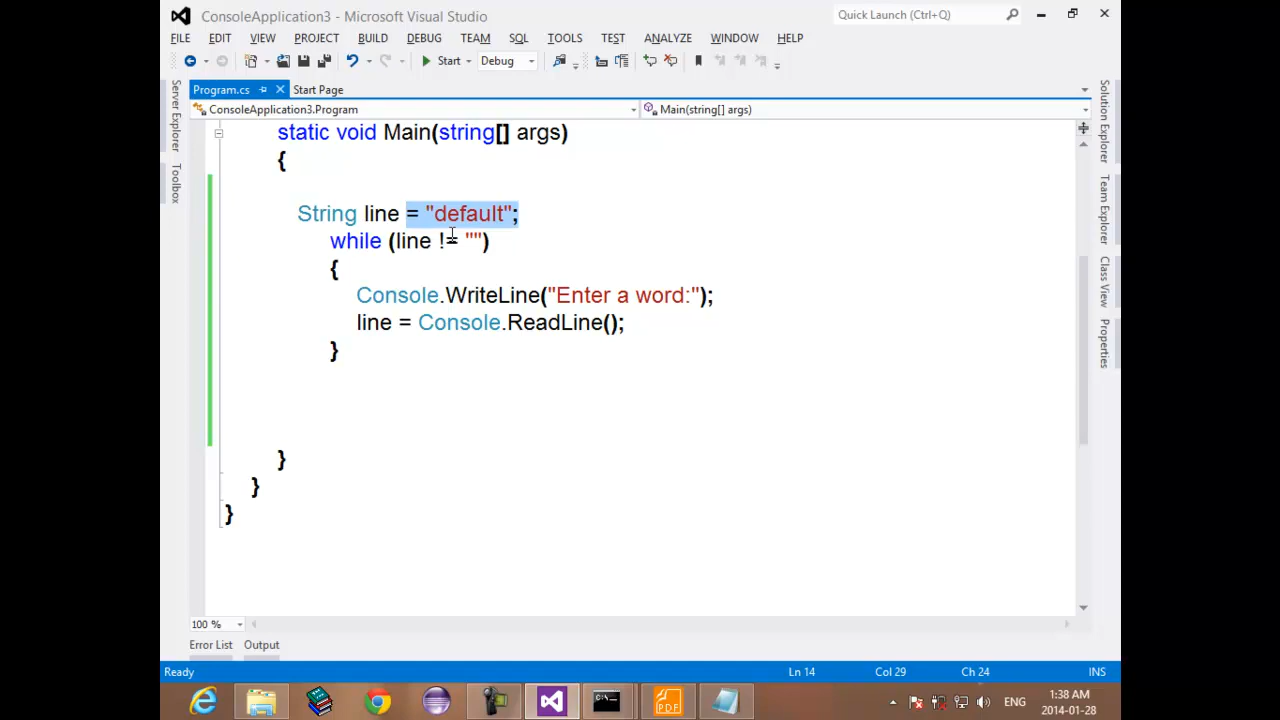 ConsoleApplication3 - Microsoft Visual Studio
Quick Launch (Ctrl+Q)
FILE EDIT VIEW PROJECT BUILD DEBUG TEAM SQL TOOLS TEST ANALYZE WINDOW HELP
Start Debug
Program.cs Start Page
ConsoleApplication3.Program Main(string[] args)
Server Explorer
Toolbox
Solution Explorer
Team Explorer
Class View
Properties
static void Main(string[] args)
{
String line = "default";
while (line != "")
{
Console.WriteLine("Enter a word:");
line = Console.ReadLine();
}
}
}
}
100 %
Error List Output
Ready Ln 14 Col 29 Ch 24 INS
PDF
ENG
1:38 AM
2014-01-28